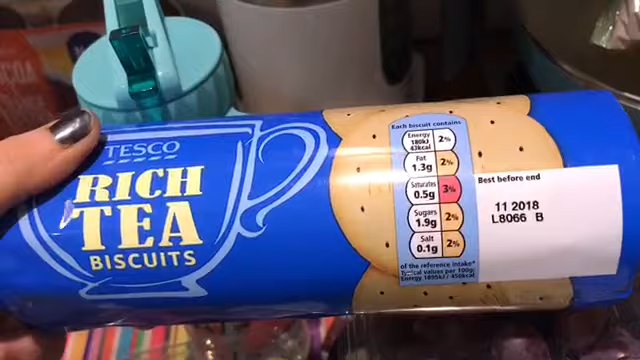 TESCO
RICH
TEA
BISCUITS
Each biscuit contains
Energy
180kJ
43kcal
2%
Fat
1.3g
2%
Saturates
0.5g
3%
Sugars
1.9g
2%
Salt
0.1g
2%
of the reference intake*
Typical values per 100g:
Energy 1895kJ / 450kcal
Best before end
11 2018
L8066 B
COA